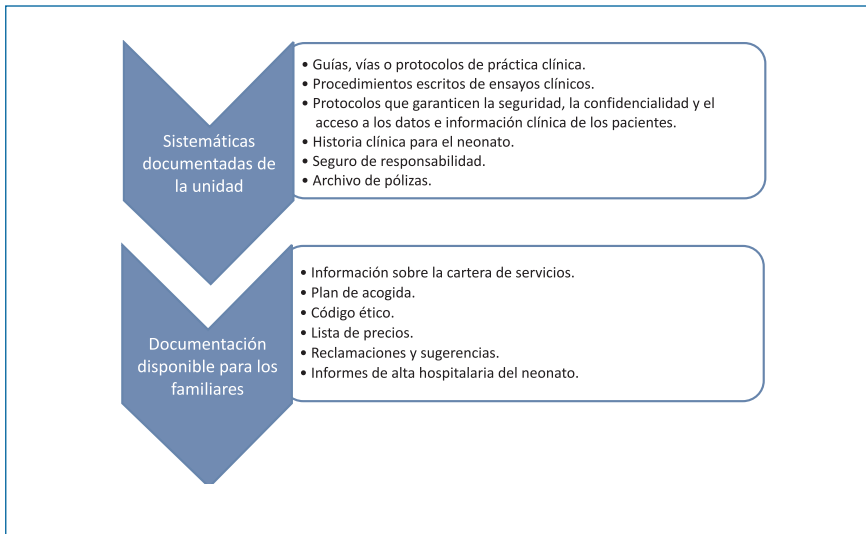 Sistemáticas
documentadas de
la unidad
• Guías, vías o protocolos de práctica clínica.
• Procedimientos escritos de ensayos clínicos.
• Protocolos que garanticen la seguridad, la confidencialidad y el
acceso a los datos e información clínica de los pacientes.
• Historia clínica para el neonato.
• Seguro de responsabilidad.
• Archivo de pólizas.
Documentación
disponible para los
familiares
• Información sobre la cartera de servicios.
• Plan de acogida.
• Código ético.
• Lista de precios.
• Reclamaciones y sugerencias.
• Informes de alta hospitalaria del neonato.